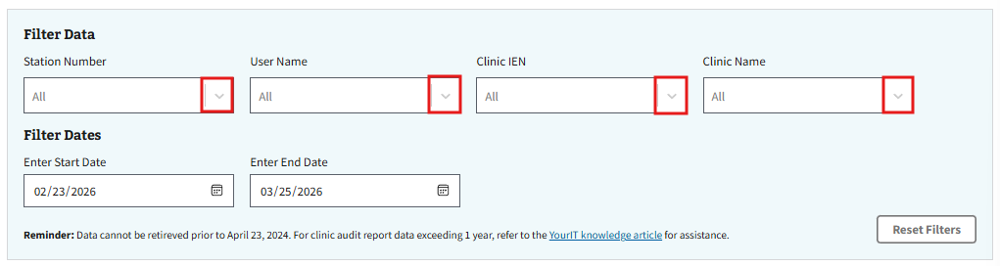 Filter Data
Station Number User Name Clinic IEN Clinic Name
All All All All
Filter Dates
Enter Start Date Enter End Date
02/23/2026 03/25/2026
Reminder: Data cannot be retireved prior to April 23, 2024. For clinic audit report data exceeding 1 year, refer to the YourIT knowledge article for assistance.
Reset Filters